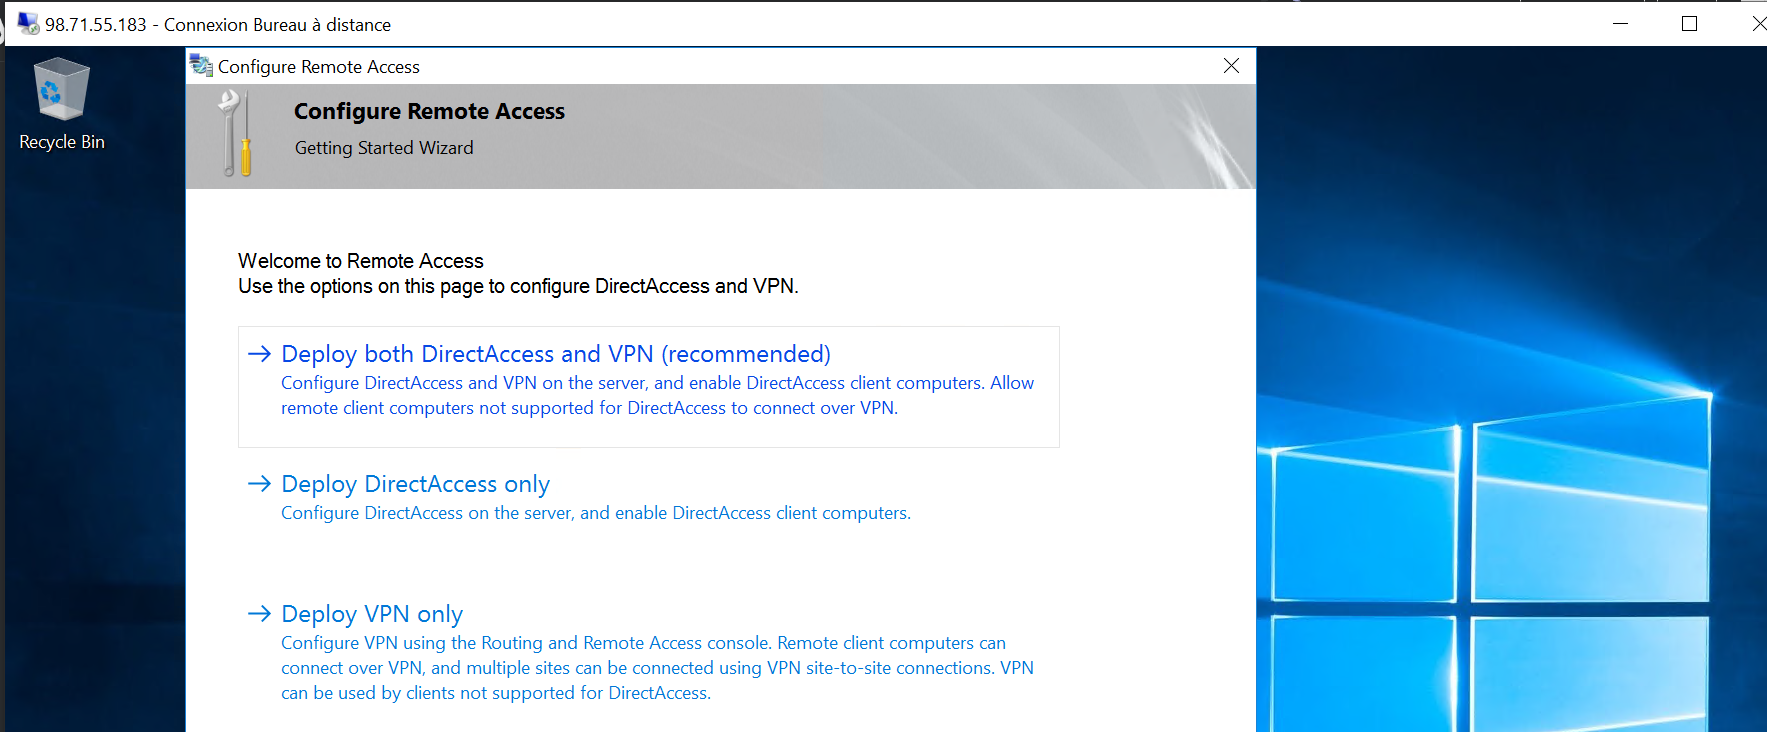 98.71.55.183 - Connexion Bureau à distance
Recycle Bin
Configure Remote Access
Configure Remote Access
Getting Started Wizard
Welcome to Remote Access
Use the options on this page to configure DirectAccess and VPN.
Deploy both DirectAccess and VPN (recommended)
Configure DirectAccess and VPN on the server, and enable DirectAccess client computers. Allow
remote client computers not supported for DirectAccess to connect over VPN.
Deploy DirectAccess only
Configure DirectAccess on the server, and enable DirectAccess client computers.
Deploy VPN only
Configure VPN using the Routing and Remote Access console. Remote client computers can
connect over VPN, and multiple sites can be connected using VPN site-to-site connections. VPN
can be used by clients not supported for DirectAccess.